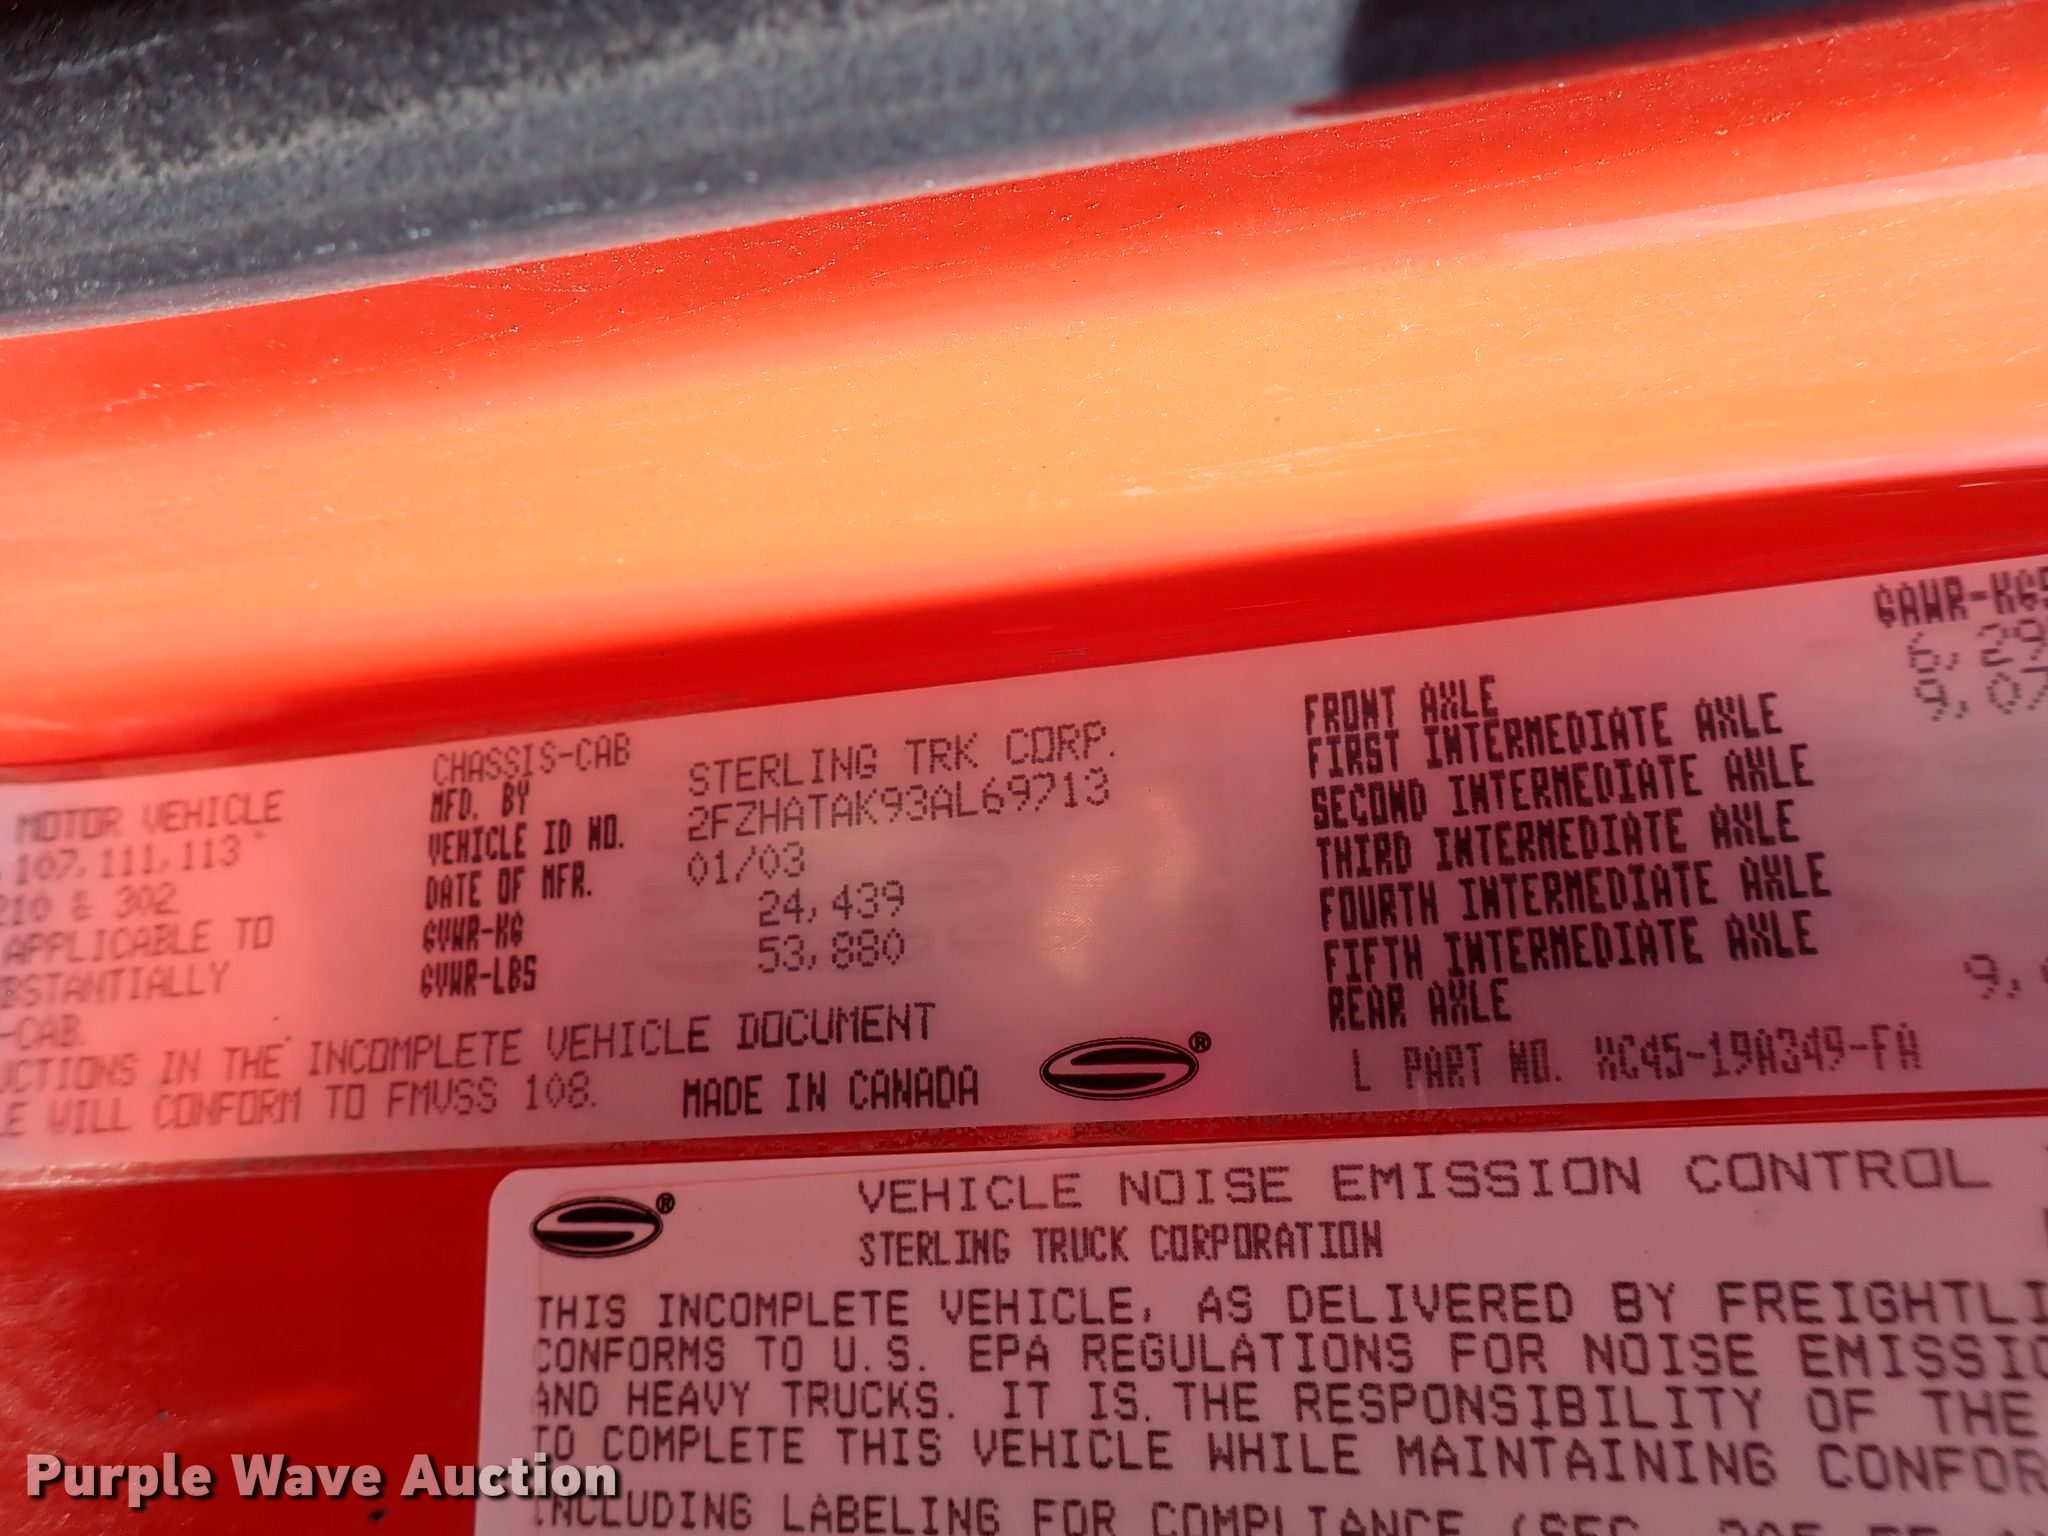 MOTOR VEHICLE
107, 111, 113
210 & 302
APPLICABLE TO
BSTANTIALLY
-CAB.
UCTIONS IN THE INCOMPLETE VEHICLE DOCUMENT
LE WILL CONFORM TO FMVSS 108.
CHASSIS-CAB
MFD. BY STERLING TRK CORP.
VEHICLE ID NO. 2FZHATAK93AL69713
DATE OF MFR. 01/03
GVWR-KG 24,439
GVWR-LBS 53,880
MADE IN CANADA
GAWR-KGS
FRONT AXLE
FIRST INTERMEDIATE AXLE
SECOND INTERMEDIATE AXLE
THIRD INTERMEDIATE AXLE
FOURTH INTERMEDIATE AXLE
FIFTH INTERMEDIATE AXLE
REAR AXLE
L PART NO. XC45-19A349-FA
VEHICLE NOISE EMISSION CONTROL
STERLING TRUCK CORPORATION
THIS INCOMPLETE VEHICLE, AS DELIVERED BY FREIGHTLI
CONFORMS TO U.S. EPA REGULATIONS FOR NOISE EMISSIO
AND HEAVY TRUCKS. IT IS THE RESPONSIBILITY OF THE
TO COMPLETE THIS VEHICLE WHILE MAINTAINING CONFOR
INCLUDING LABELING FOR COMPLIANCE (SEC.
Purple Wave Auction